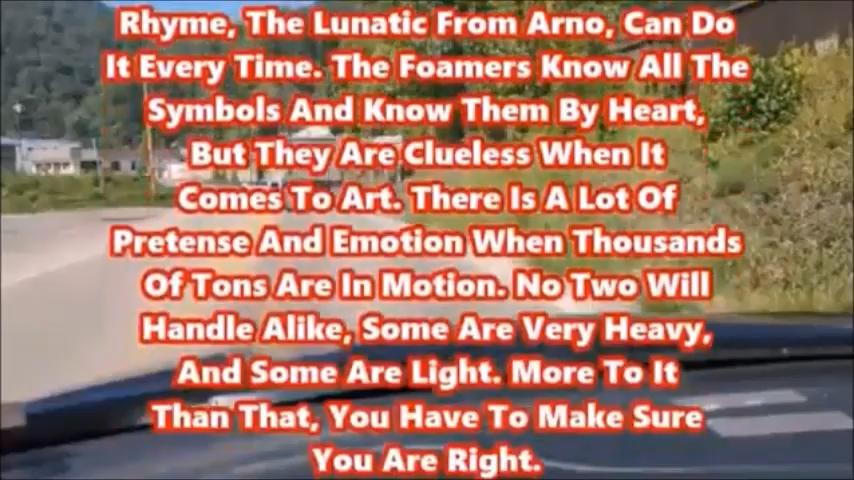 Rhyme, The Lunatic From Arno, Can Do
It Every Time. The Foamers Know All The
Symbols And Know Them By Heart,
But They Are Clueless When It
Comes To Art. There Is A Lot Of
Pretense And Emotion When Thousands
Of Tons Are In Motion. No Two Will
Handle Alike, Some Are Very Heavy,
And Some Are Light. More To It
Than That, You Have To Make Sure
You Are Right.